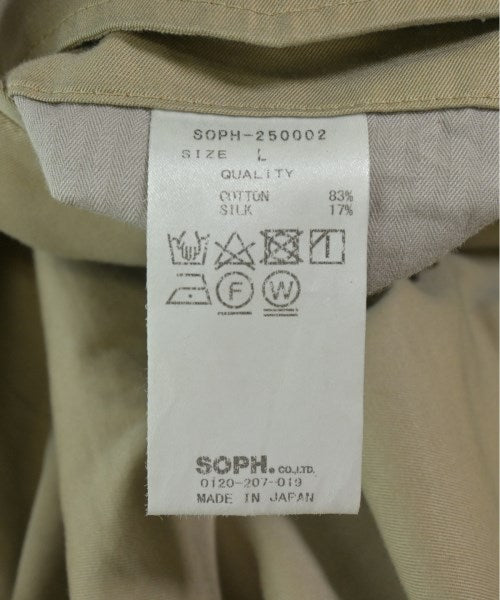 SOPH-250002
SIZE L
QUALITY
COTTON 83%
SILK 17%
F W
SOPH. CO.,LTD.
0120-207-019
MADE IN JAPAN